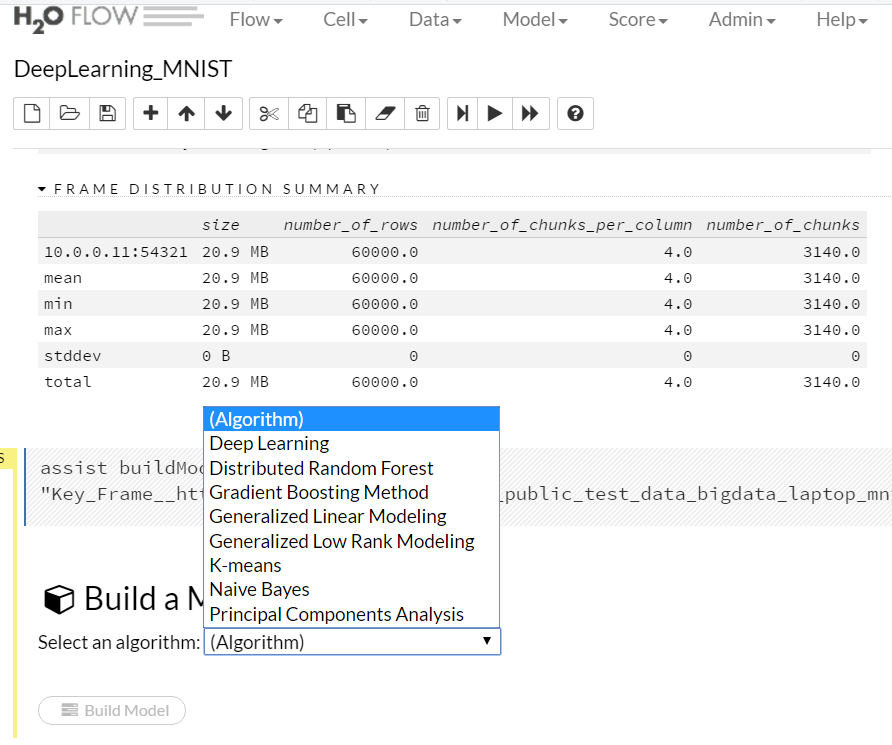 H2O FLOW Flow Cell Data Model Score Admin Help
DeepLearning_MNIST
FRAME DISTRIBUTION SUMMARY
size number_of_rows number_of_chunks_per_column number_of_chunks
10.0.0.11:54321 20.9 MB 60000.0 4.0 3140.0
mean 20.9 MB 60000.0 4.0 3140.0
min 20.9 MB 60000.0 4.0 3140.0
max 20.9 MB 60000.0 4.0 3140.0
stddev 0 B 0 0 0
total 20.9 MB 60000.0 4.0 3140.0
(Algorithm)
Deep Learning
Distributed Random Forest
Gradient Boosting Method
Generalized Linear Modeling
Generalized Low Rank Modeling
K-means
Naive Bayes
Principal Components Analysis
S
assist buildMo
"Key_Frame__ht _public_test_data_bigdata_laptop_mn
Build a M
Select an algorithm: (Algorithm)
Build Model